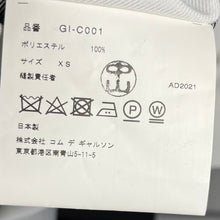 品番 GI-C001
ポリエステル 100%
サイズ XS
縫製責任者
AD2021
P W
日本製
株式会社 コム デ ギャルソン
東京都港区南青山5-11-5